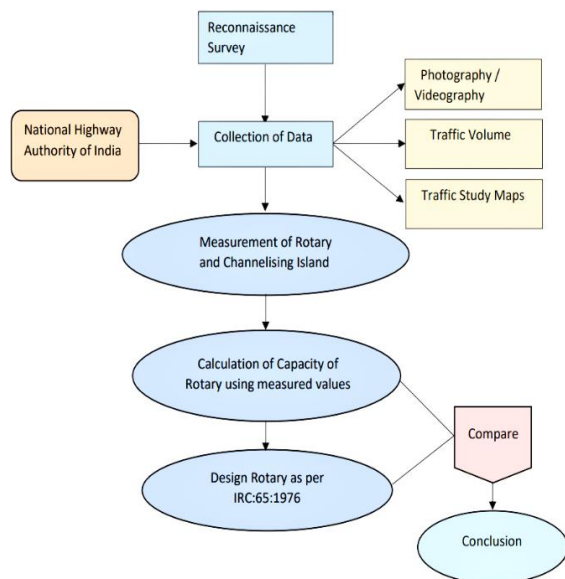 Reconnaissance
Survey
Photography /
Videography
National Highway
Authority of India
Collection of Data
Traffic Volume
Traffic Study Maps
Measurement of Rotary
and Channelising Island
Calculation of Capacity of
Rotary using measured values
Compare
Design Rotary as per
IRC:65:1976
Conclusion